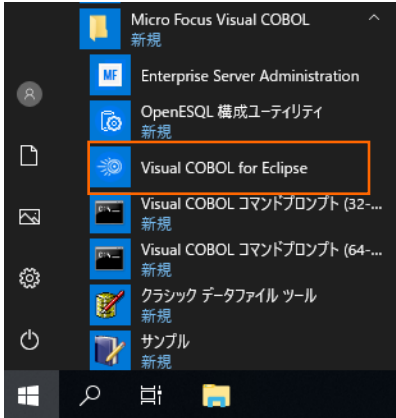 Micro Focus Visual COBOL
新規
MF
Enterprise Server Administration
OpenESQL 構成ユーティリティ
新規
Visual COBOL for Eclipse
Visual COBOL コマンドプロンプト (32-...
新規
Visual COBOL コマンドプロンプト (64-...
新規
クラシック データファイル ツール
新規
サンプル
新規